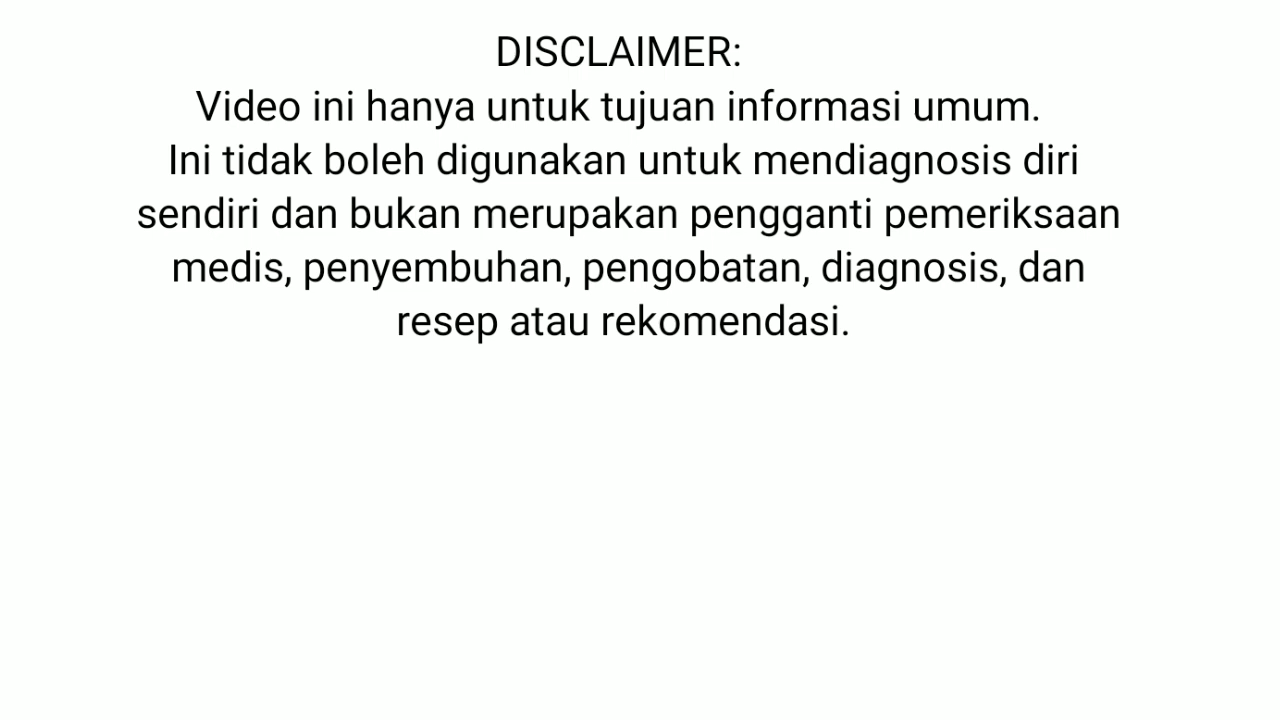 DISCLAIMER:
Video ini hanya untuk tujuan informasi umum.
Ini tidak boleh digunakan untuk mendiagnosis diri
sendiri dan bukan merupakan pengganti pemeriksaan
medis, penyembuhan, pengobatan, diagnosis, dan
resep atau rekomendasi.